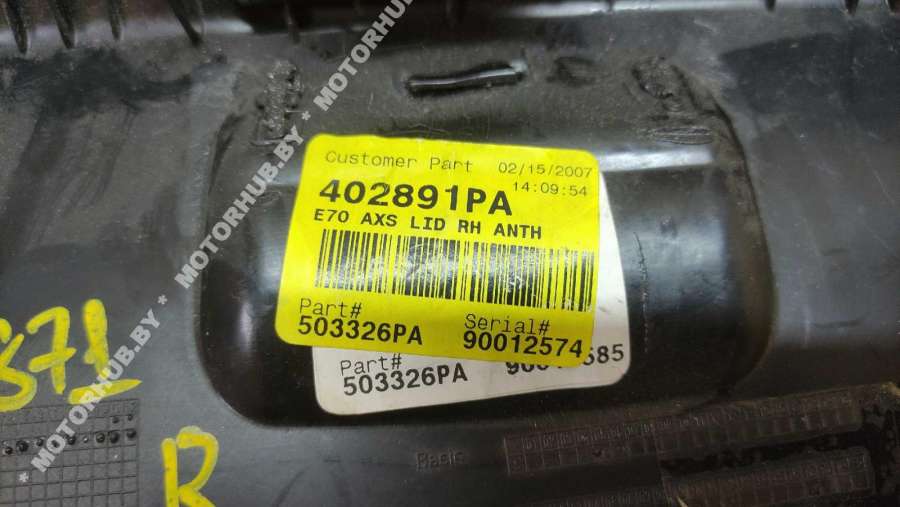 Customer Part 02/15/2007
14:09:54
402891PA
E70 AXS LID RH ANTH
Part# Serial#
503326PA 90012574
Part#
503326PA
371
R
Basic
* MOTORHUB.BY * MOTORHUB.BY * MOTORHUB.BY